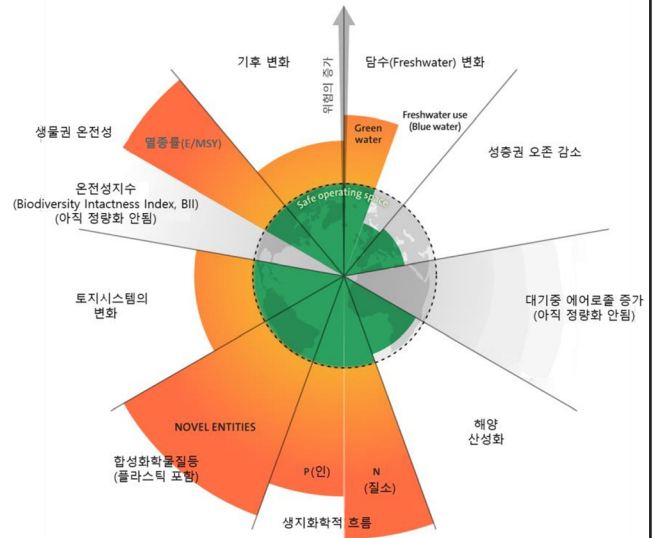 기후 변화
위험의 증가
담수(Freshwater) 변화
Green
water
Freshwater use
(Blue water)
생물권 온전성
멸종률(E/MSY)
성층권 오존 감소
온전성지수
(Biodiversity Intactness Index, BII)
(아직 정량화 안됨)
Safe operating space
토지시스템의
변화
대기중 에어로졸 증가
(아직 정량화 안됨)
NOVEL ENTITIES
합성화학물질등
(플라스틱 포함)
P(인)
N
(질소)
해양
산성화
생지화학적 흐름